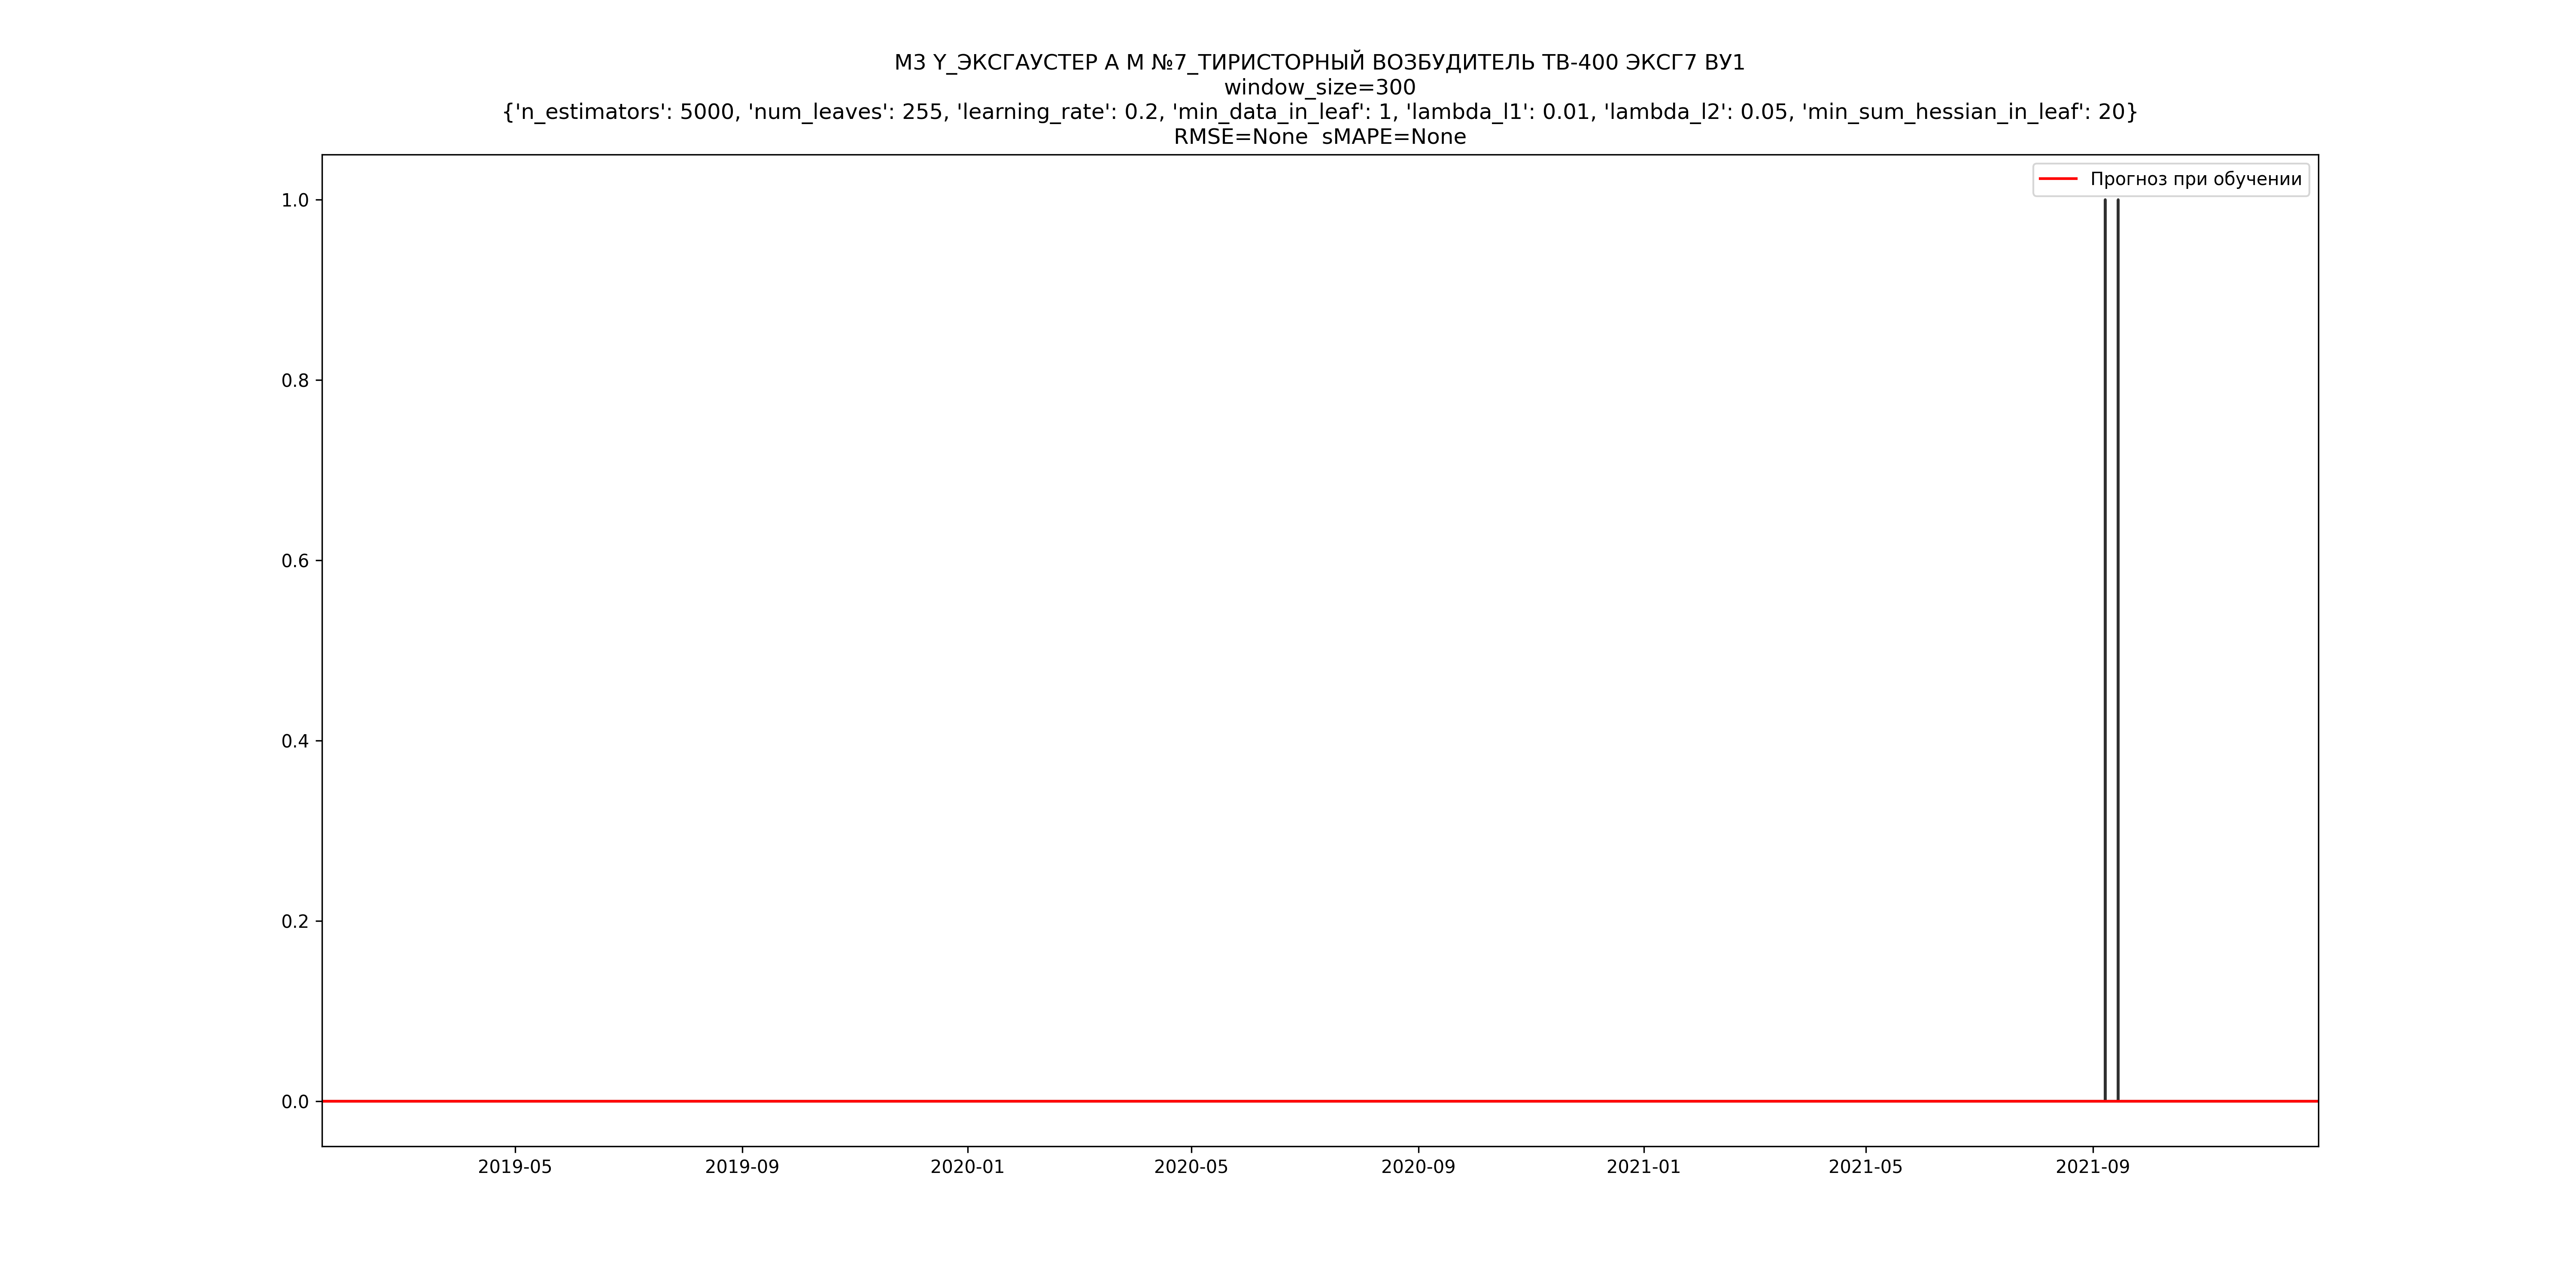 М3 Y_ЭКСГАУСТЕР А М №7_ТИРИСТОРНЫЙ ВОЗБУДИТЕЛЬ ТВ-400 ЭКСГ7 ВУ1
window_size=300
{'n_estimators': 5000, 'num_leaves': 255, 'learning_rate': 0.2, 'min_data_in_leaf': 1, 'lambda_l1': 0.01, 'lambda_l2': 0.05, 'min_sum_hessian_in_leaf': 20}
RMSE=None  sMAPE=None
Прогноз при обучении
1.0
0.8
0.6
0.4
0.2
0.0
2019-05 2019-09 2020-01 2020-05 2020-09 2021-01 2021-05 2021-09